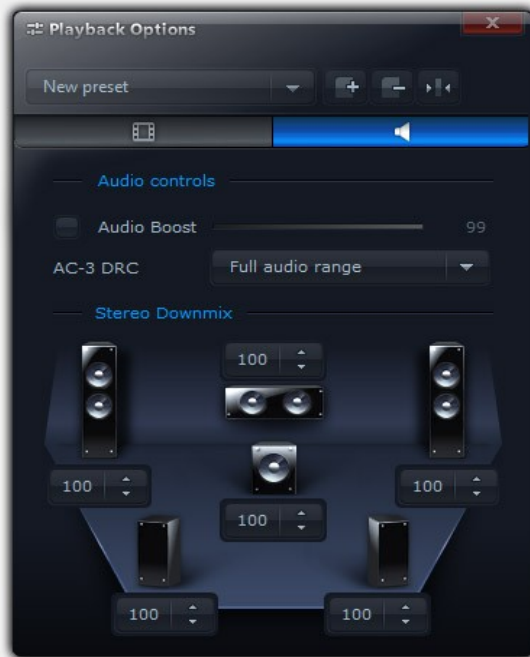 Playback Options
New preset
Audio controls
Audio Boost 99
AC-3 DRC Full audio range
Stereo Downmix
100
100 100
100
100 100